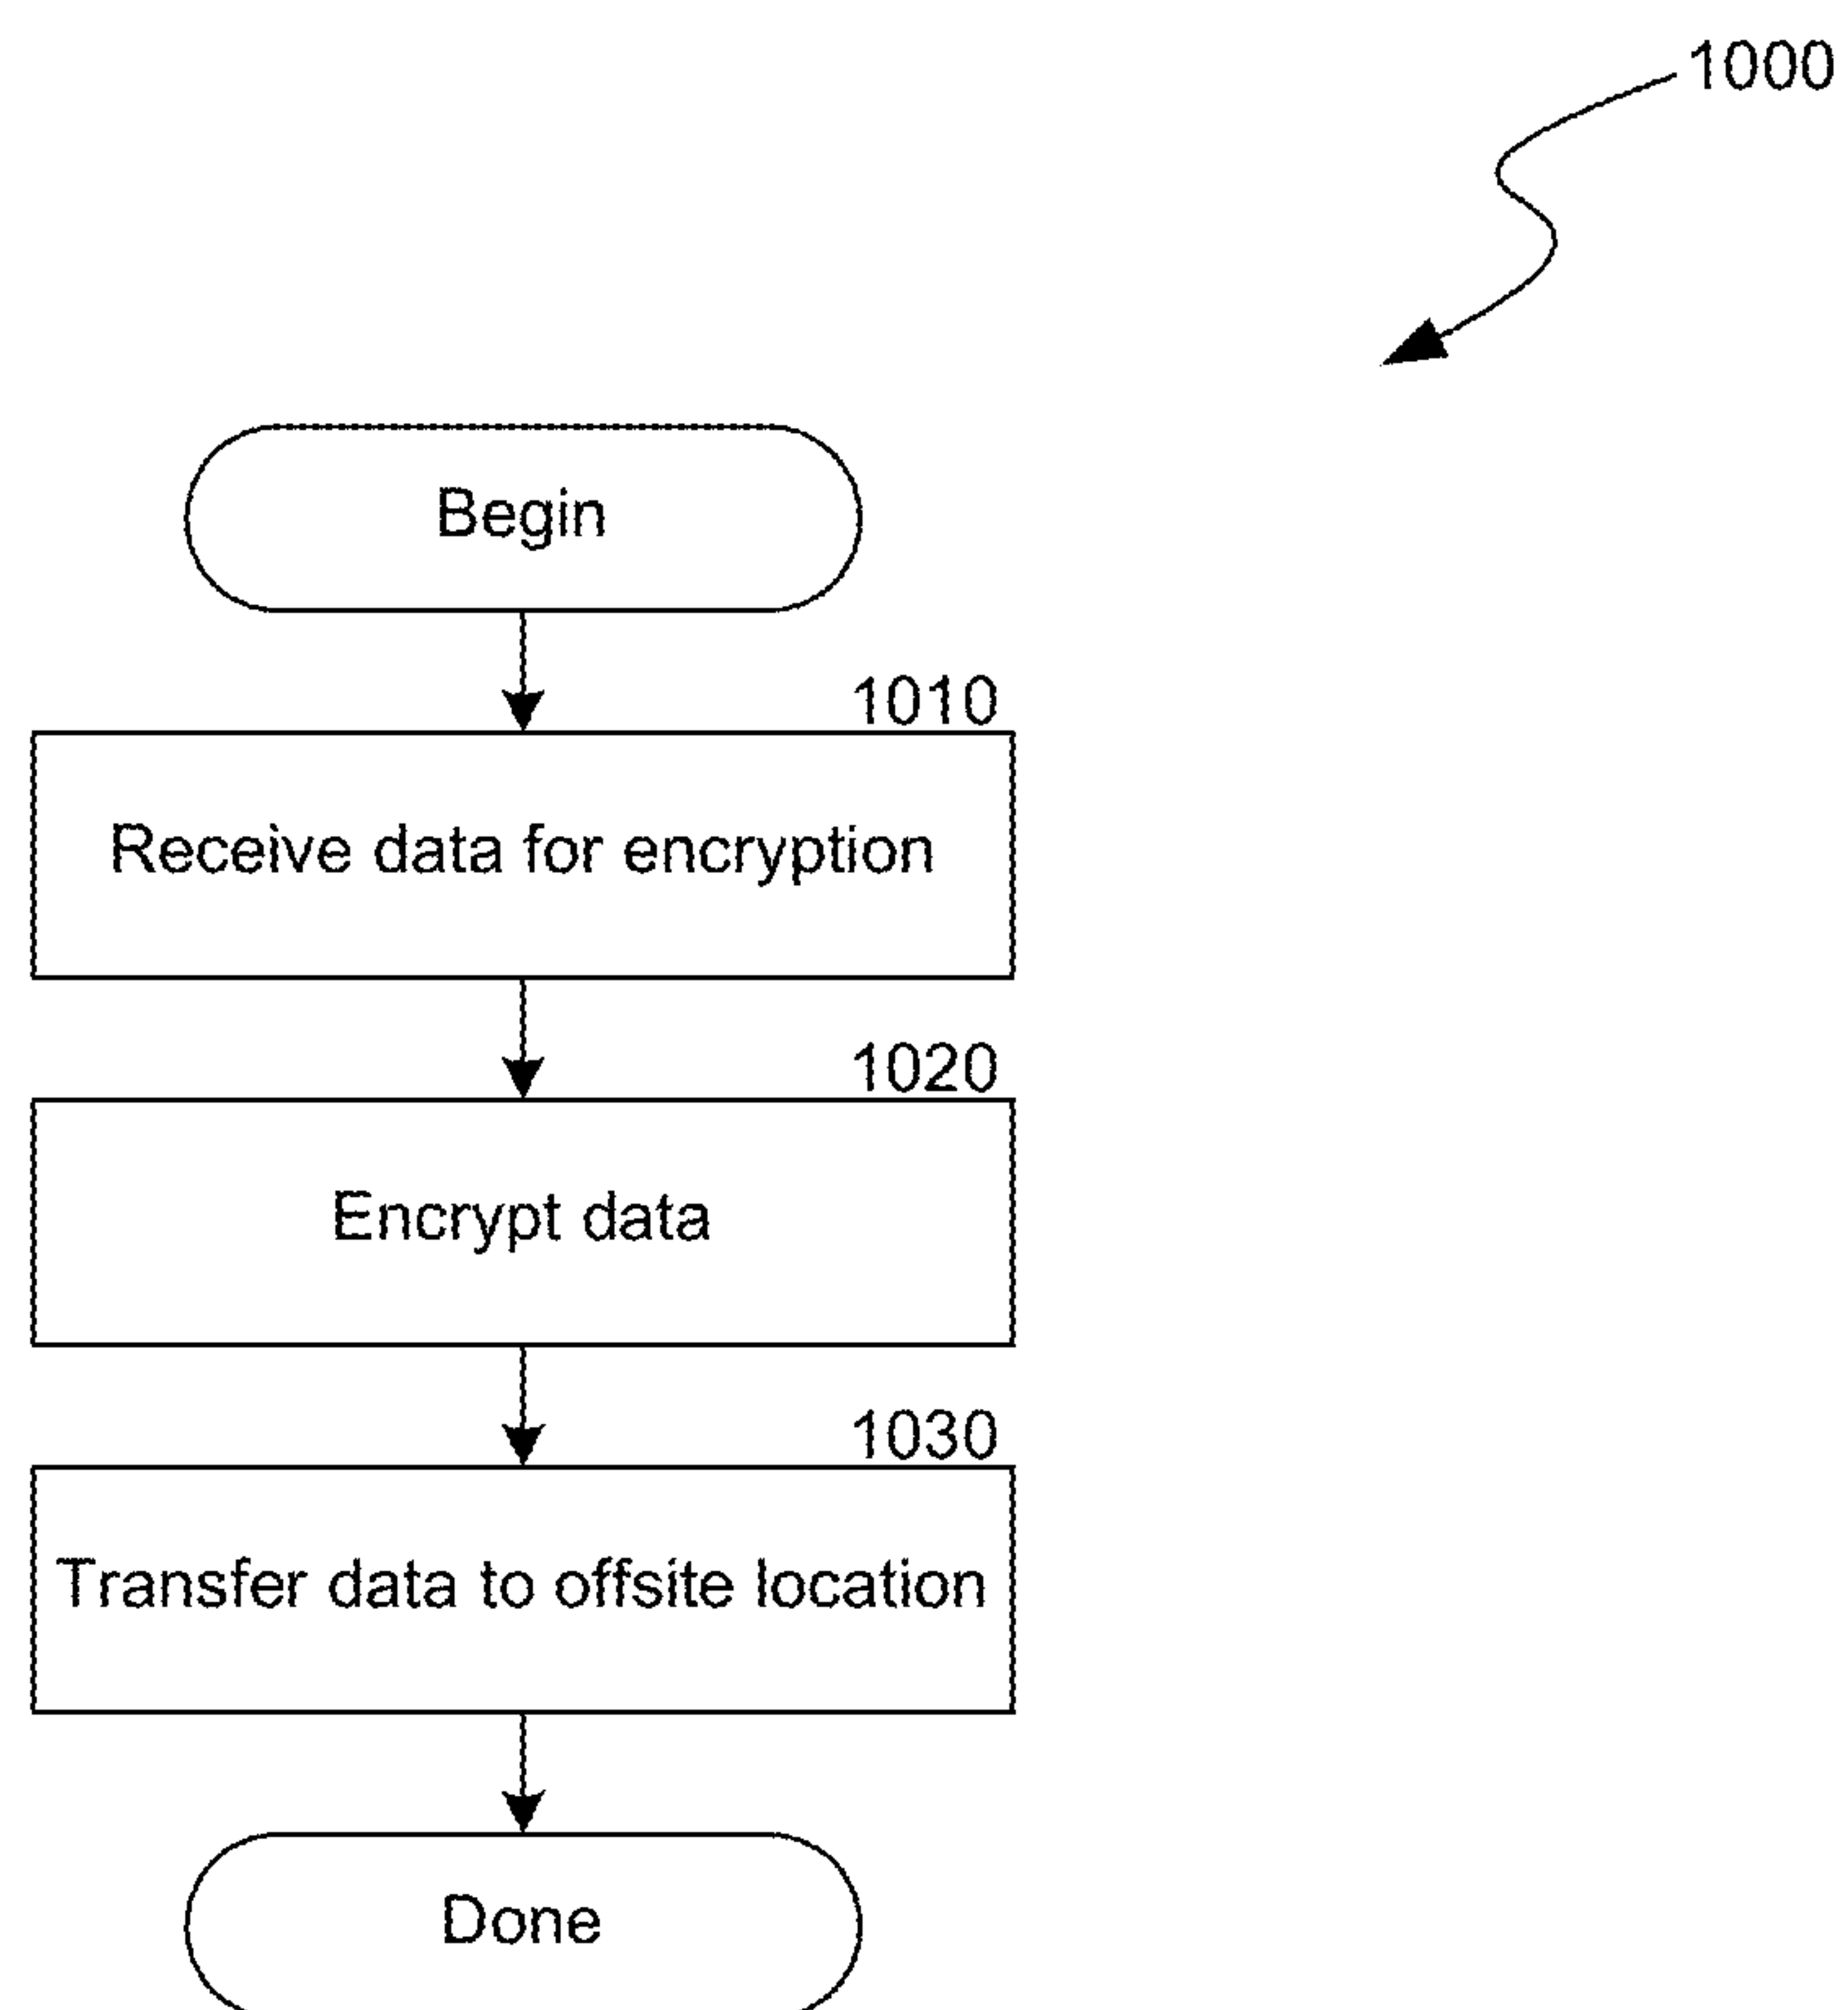 1000
Begin
1010
Receive data for encryption
1020
Encrypt data
1030
Transfer data to offsite location
Done